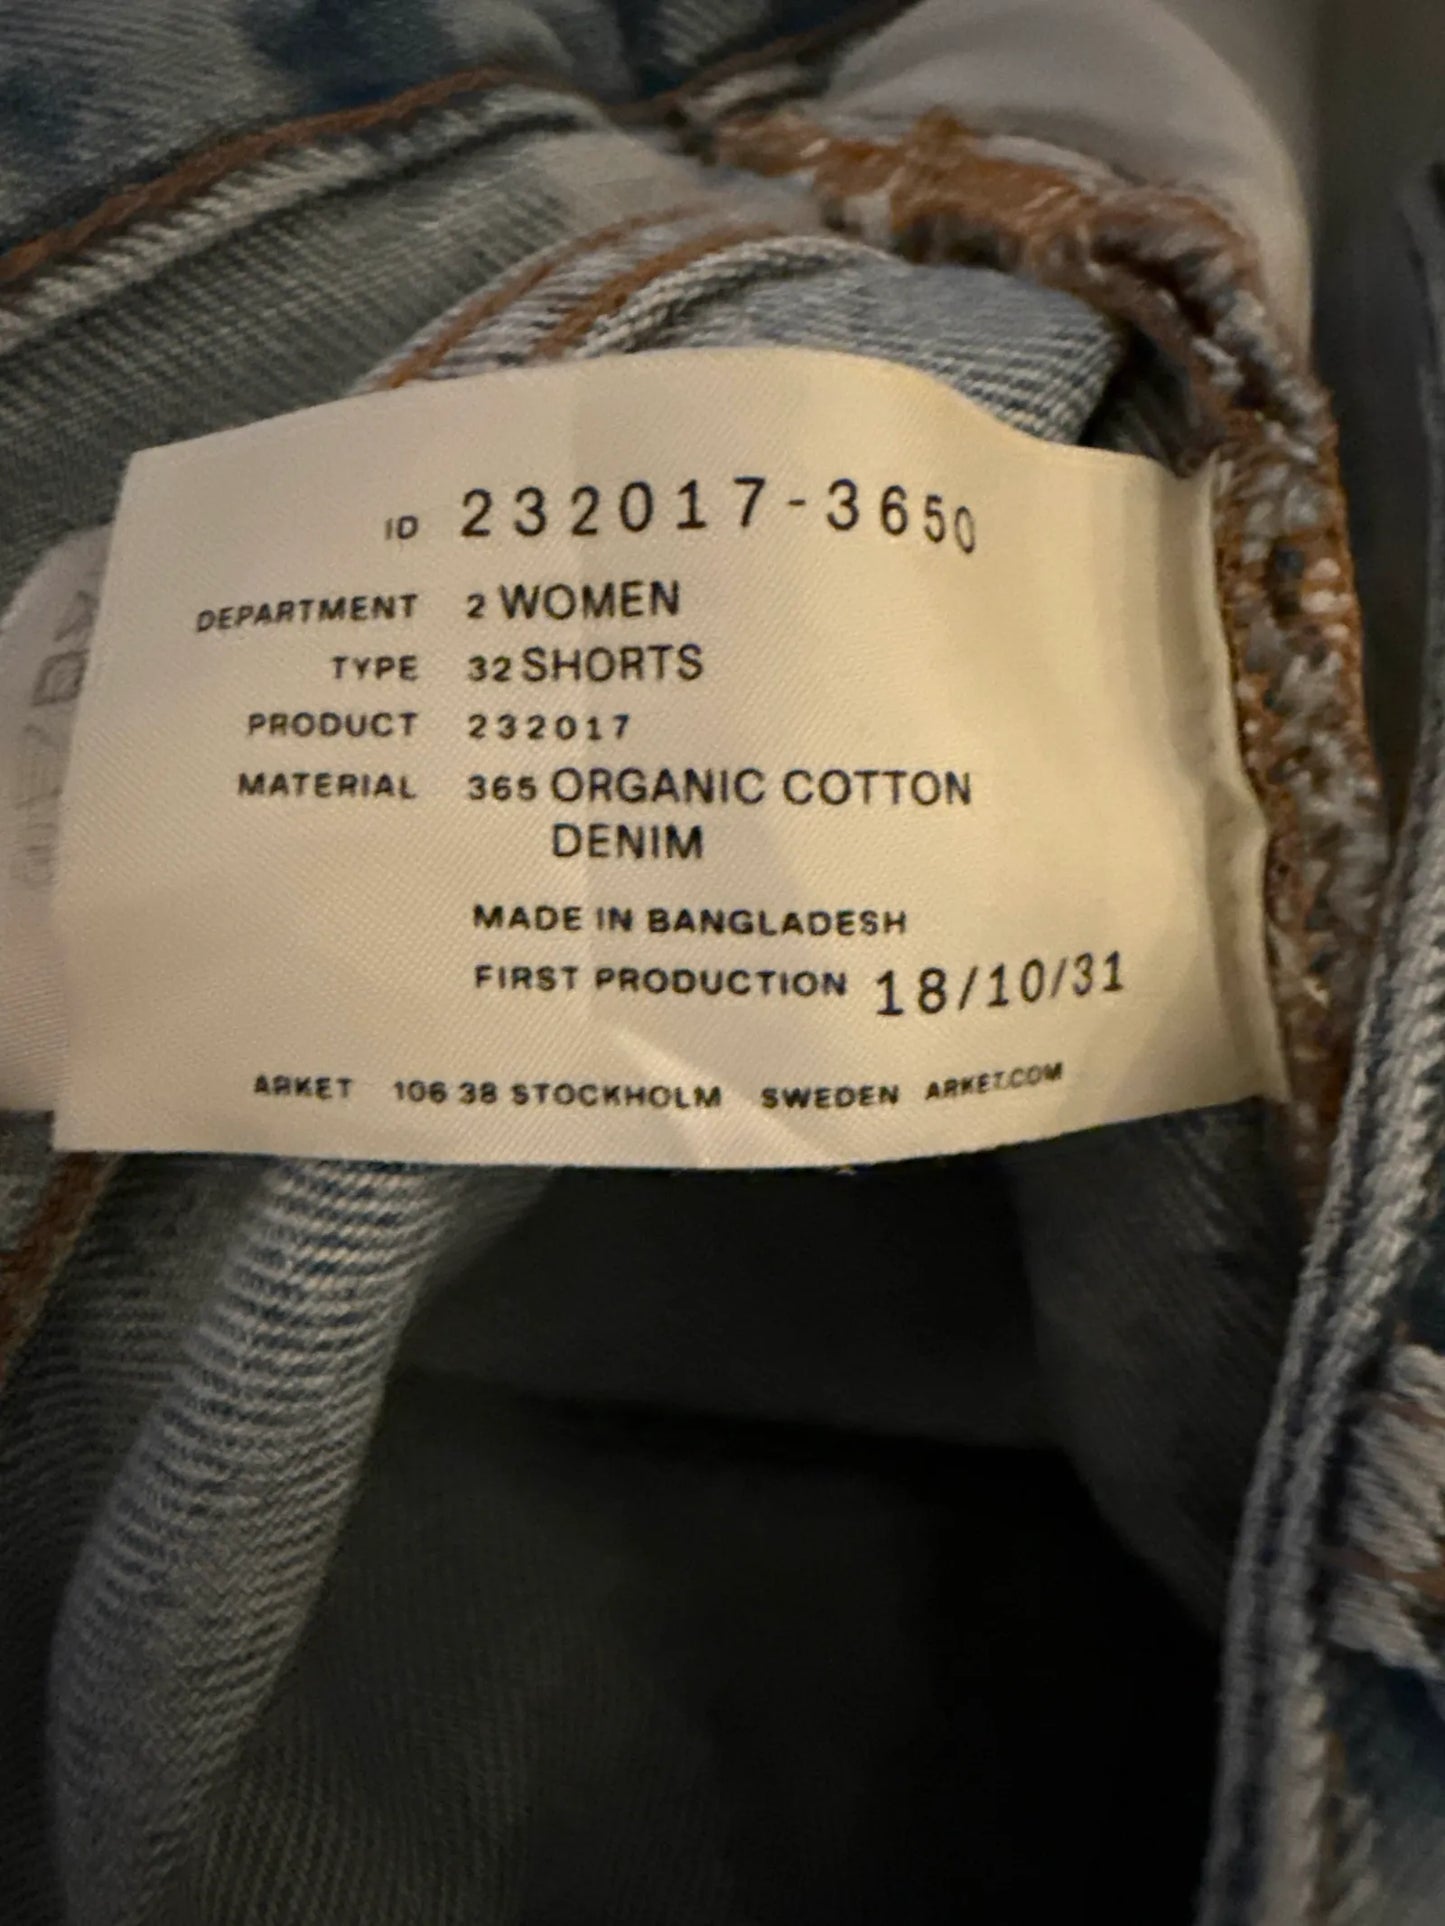 ID 232017-3650
DEPARTMENT 2 WOMEN
TYPE 32 SHORTS
PRODUCT 232017
MATERIAL 365 ORGANIC COTTON
DENIM
MADE IN BANGLADESH
FIRST PRODUCTION 18/10/31
ARKET 106 38 STOCKHOLM SWEDEN ARKET.COM